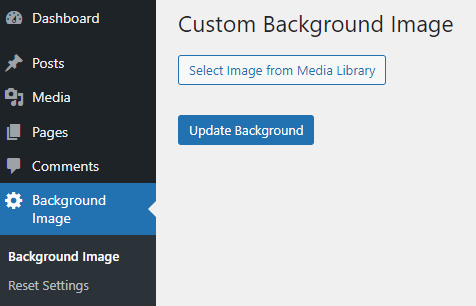 Dashboard
Posts
Media
Pages
Comments
Background
Image
Background Image
Reset Settings
Custom Background Image
Select Image from Media Library
Update Background